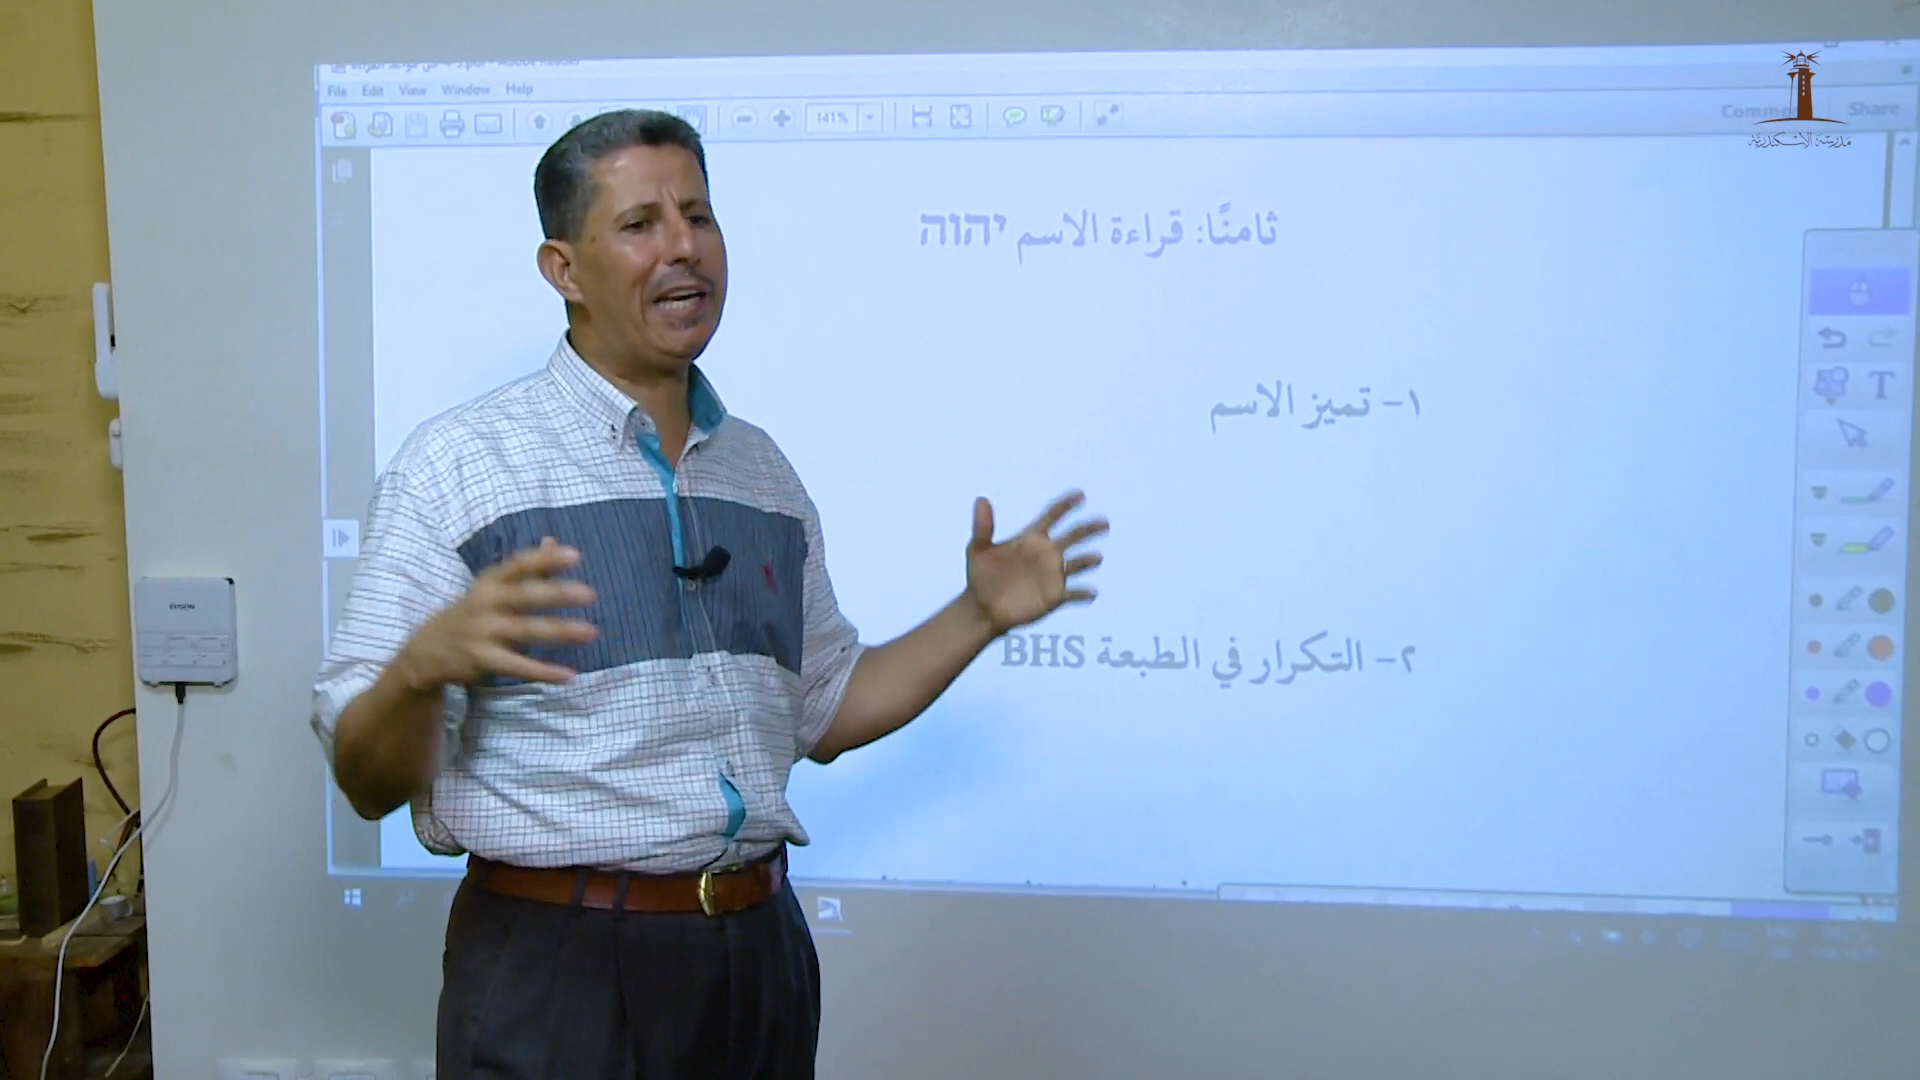 File Edit View Window Help
141%
Share
مدرسة الإسكندرية
ثامنًا: قراءة الاسم יהוה
١- تميز الاسم
٢- التكرار في الطبعة BHS
EPSON